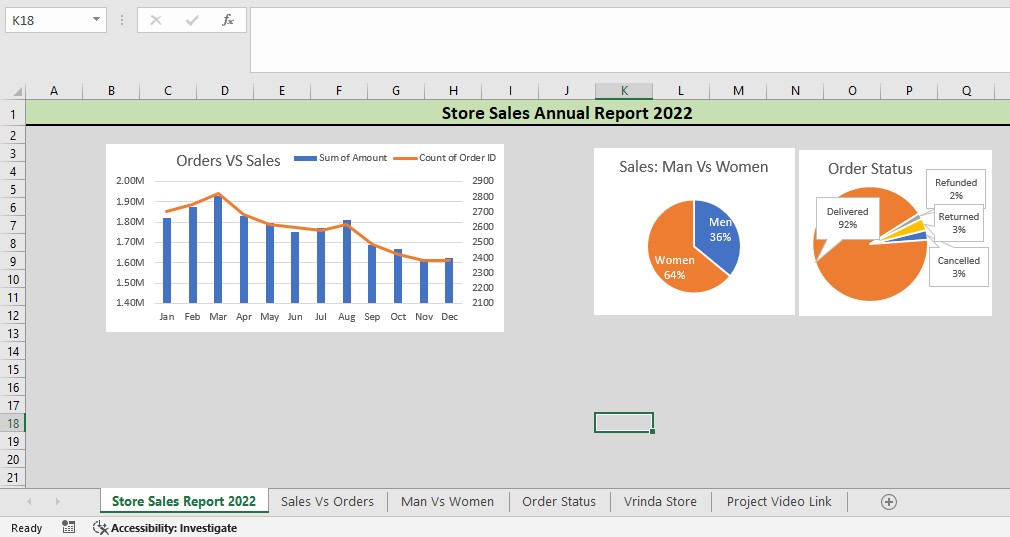 K18
fx
A B C D E F G H I J K L M N O P Q
1 Store Sales Annual Report 2022
2
3
4
5
6
7
8
9
10
11
12
13
14
15
16
17
18
19
20
21
Orders VS Sales Sum of Amount Count of Order ID
2.00M 2900
1.90M 2800
2700
1.80M 2600
1.70M 2500
2400
1.60M 2300
1.50M 2200
1.40M 2100
Jan Feb Mar Apr May Jun Jul Aug Sep Oct Nov Dec
Sales: Man Vs Women
Men
36%
Women
64%
Order Status
Refunded
2%
Delivered
92%
Returned
3%
Cancelled
3%
Store Sales Report 2022 Sales Vs Orders Man Vs Women Order Status Vrinda Store Project Video Link
Ready Accessibility: Investigate